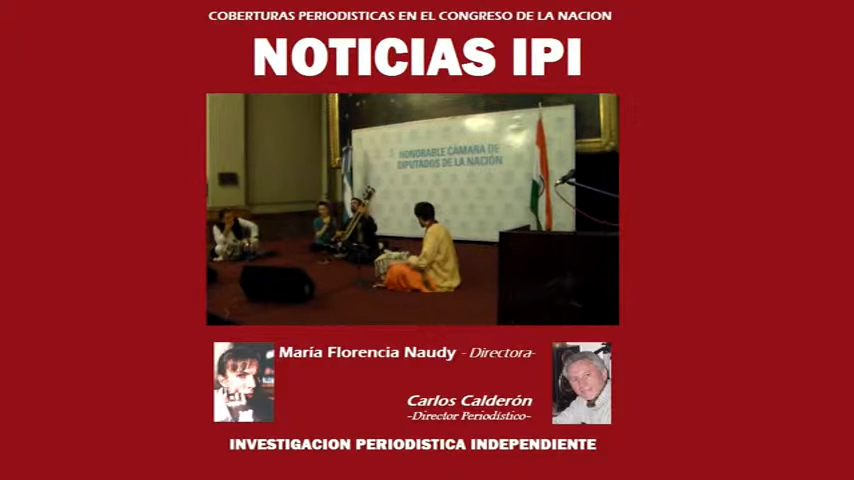 COBERTURAS PERIODISTICAS EN EL CONGRESO DE LA NACION
NOTICIAS IPI
HONORABLE CÁMARA DE
DIPUTADOS DE LA NACIÓN
María Florencia Naudy - Directora-
Carlos Calderón
-Director Periodístico-
INVESTIGACION PERIODISTICA INDEPENDIENTE